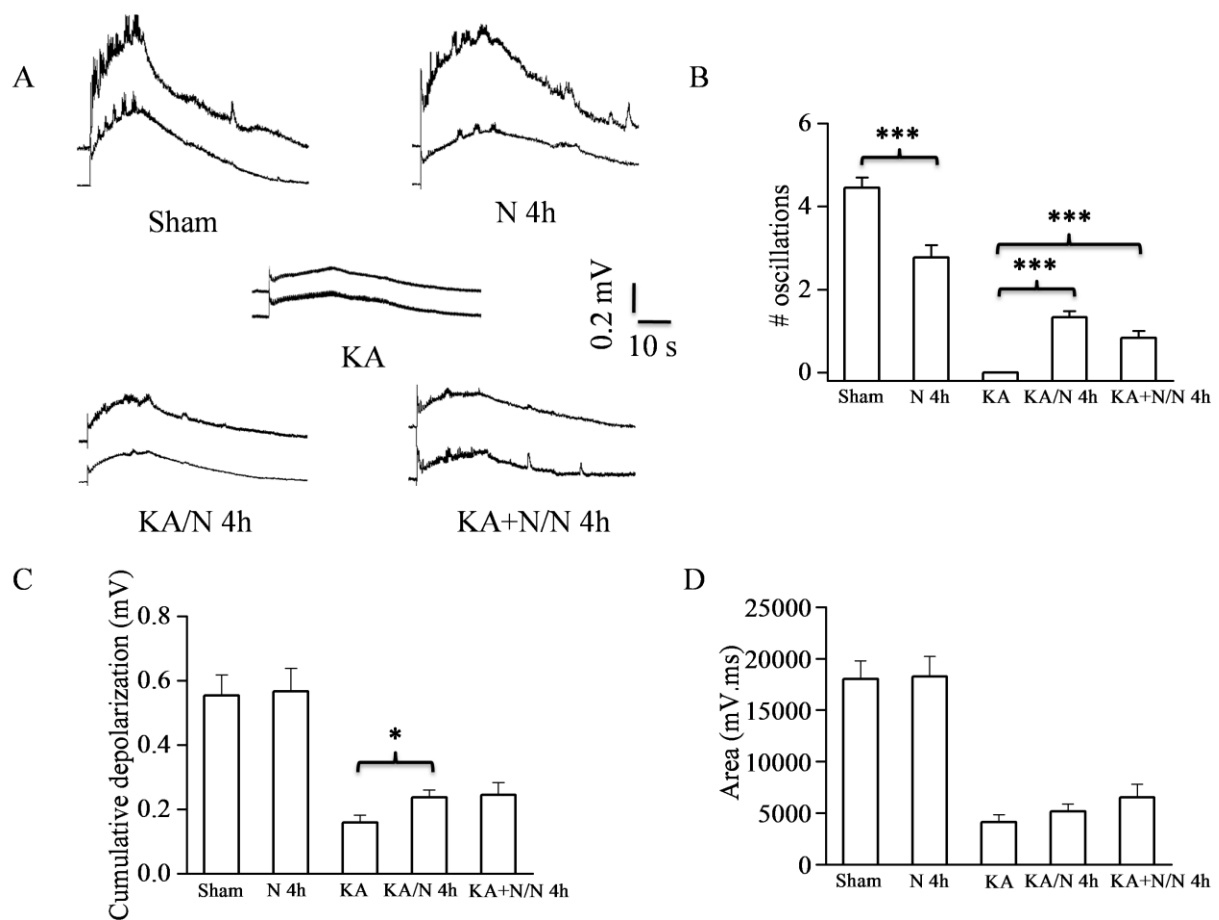 A
Sham
N 4h
KA
0.2 mV
10 s
KA/N 4h
KA+N/N 4h
B
# oscillations
6
4
2
0
***
***
***
Sham
N 4h
KA
KA/N 4h
KA+N/N 4h
C
Cumulative depolarization (mV)
0.8
0.6
0.4
0.2
0.0
*
Sham
N 4h
KA
KA/N 4h
KA+N/N 4h
D
Area (mV.ms)
25000
20000
15000
10000
5000
0
Sham
N 4h
KA
KA/N 4h
KA+N/N 4h